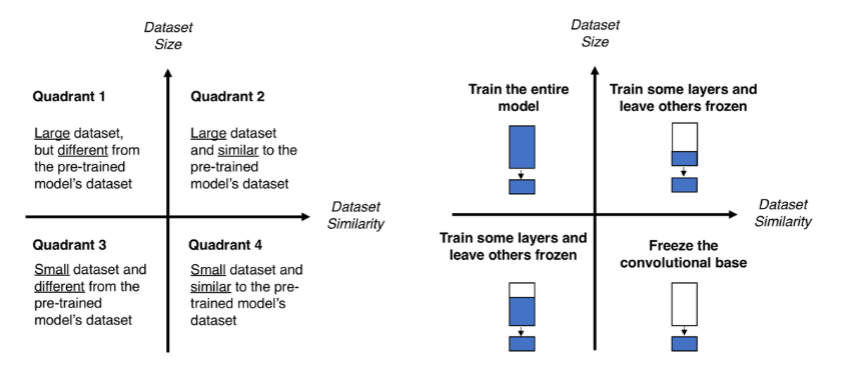 Dataset
Size
Quadrant 1
Large dataset,
but different from
the pre-trained
model's dataset
Quadrant 2
Large dataset
and similar to the
pre-trained
model's dataset
Dataset
Similarity
Quadrant 3
Small dataset and
different from the
pre-trained
model's dataset
Quadrant 4
Small dataset and
similar to the pre-
trained model's
dataset
Dataset
Size
Train the entire
model
Train some layers and
leave others frozen
Dataset
Similarity
Train some layers and
leave others frozen
Freeze the
convolutional base